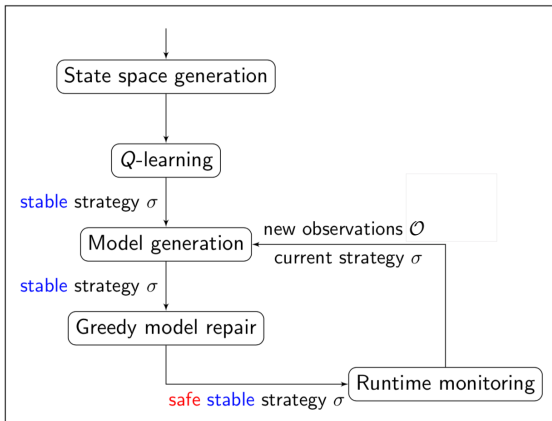 State space generation
Q-learning
stable strategy σ
new observations 𝒪
Model generation
current strategy σ
stable strategy σ
Greedy model repair
Runtime monitoring
safe stable strategy σ